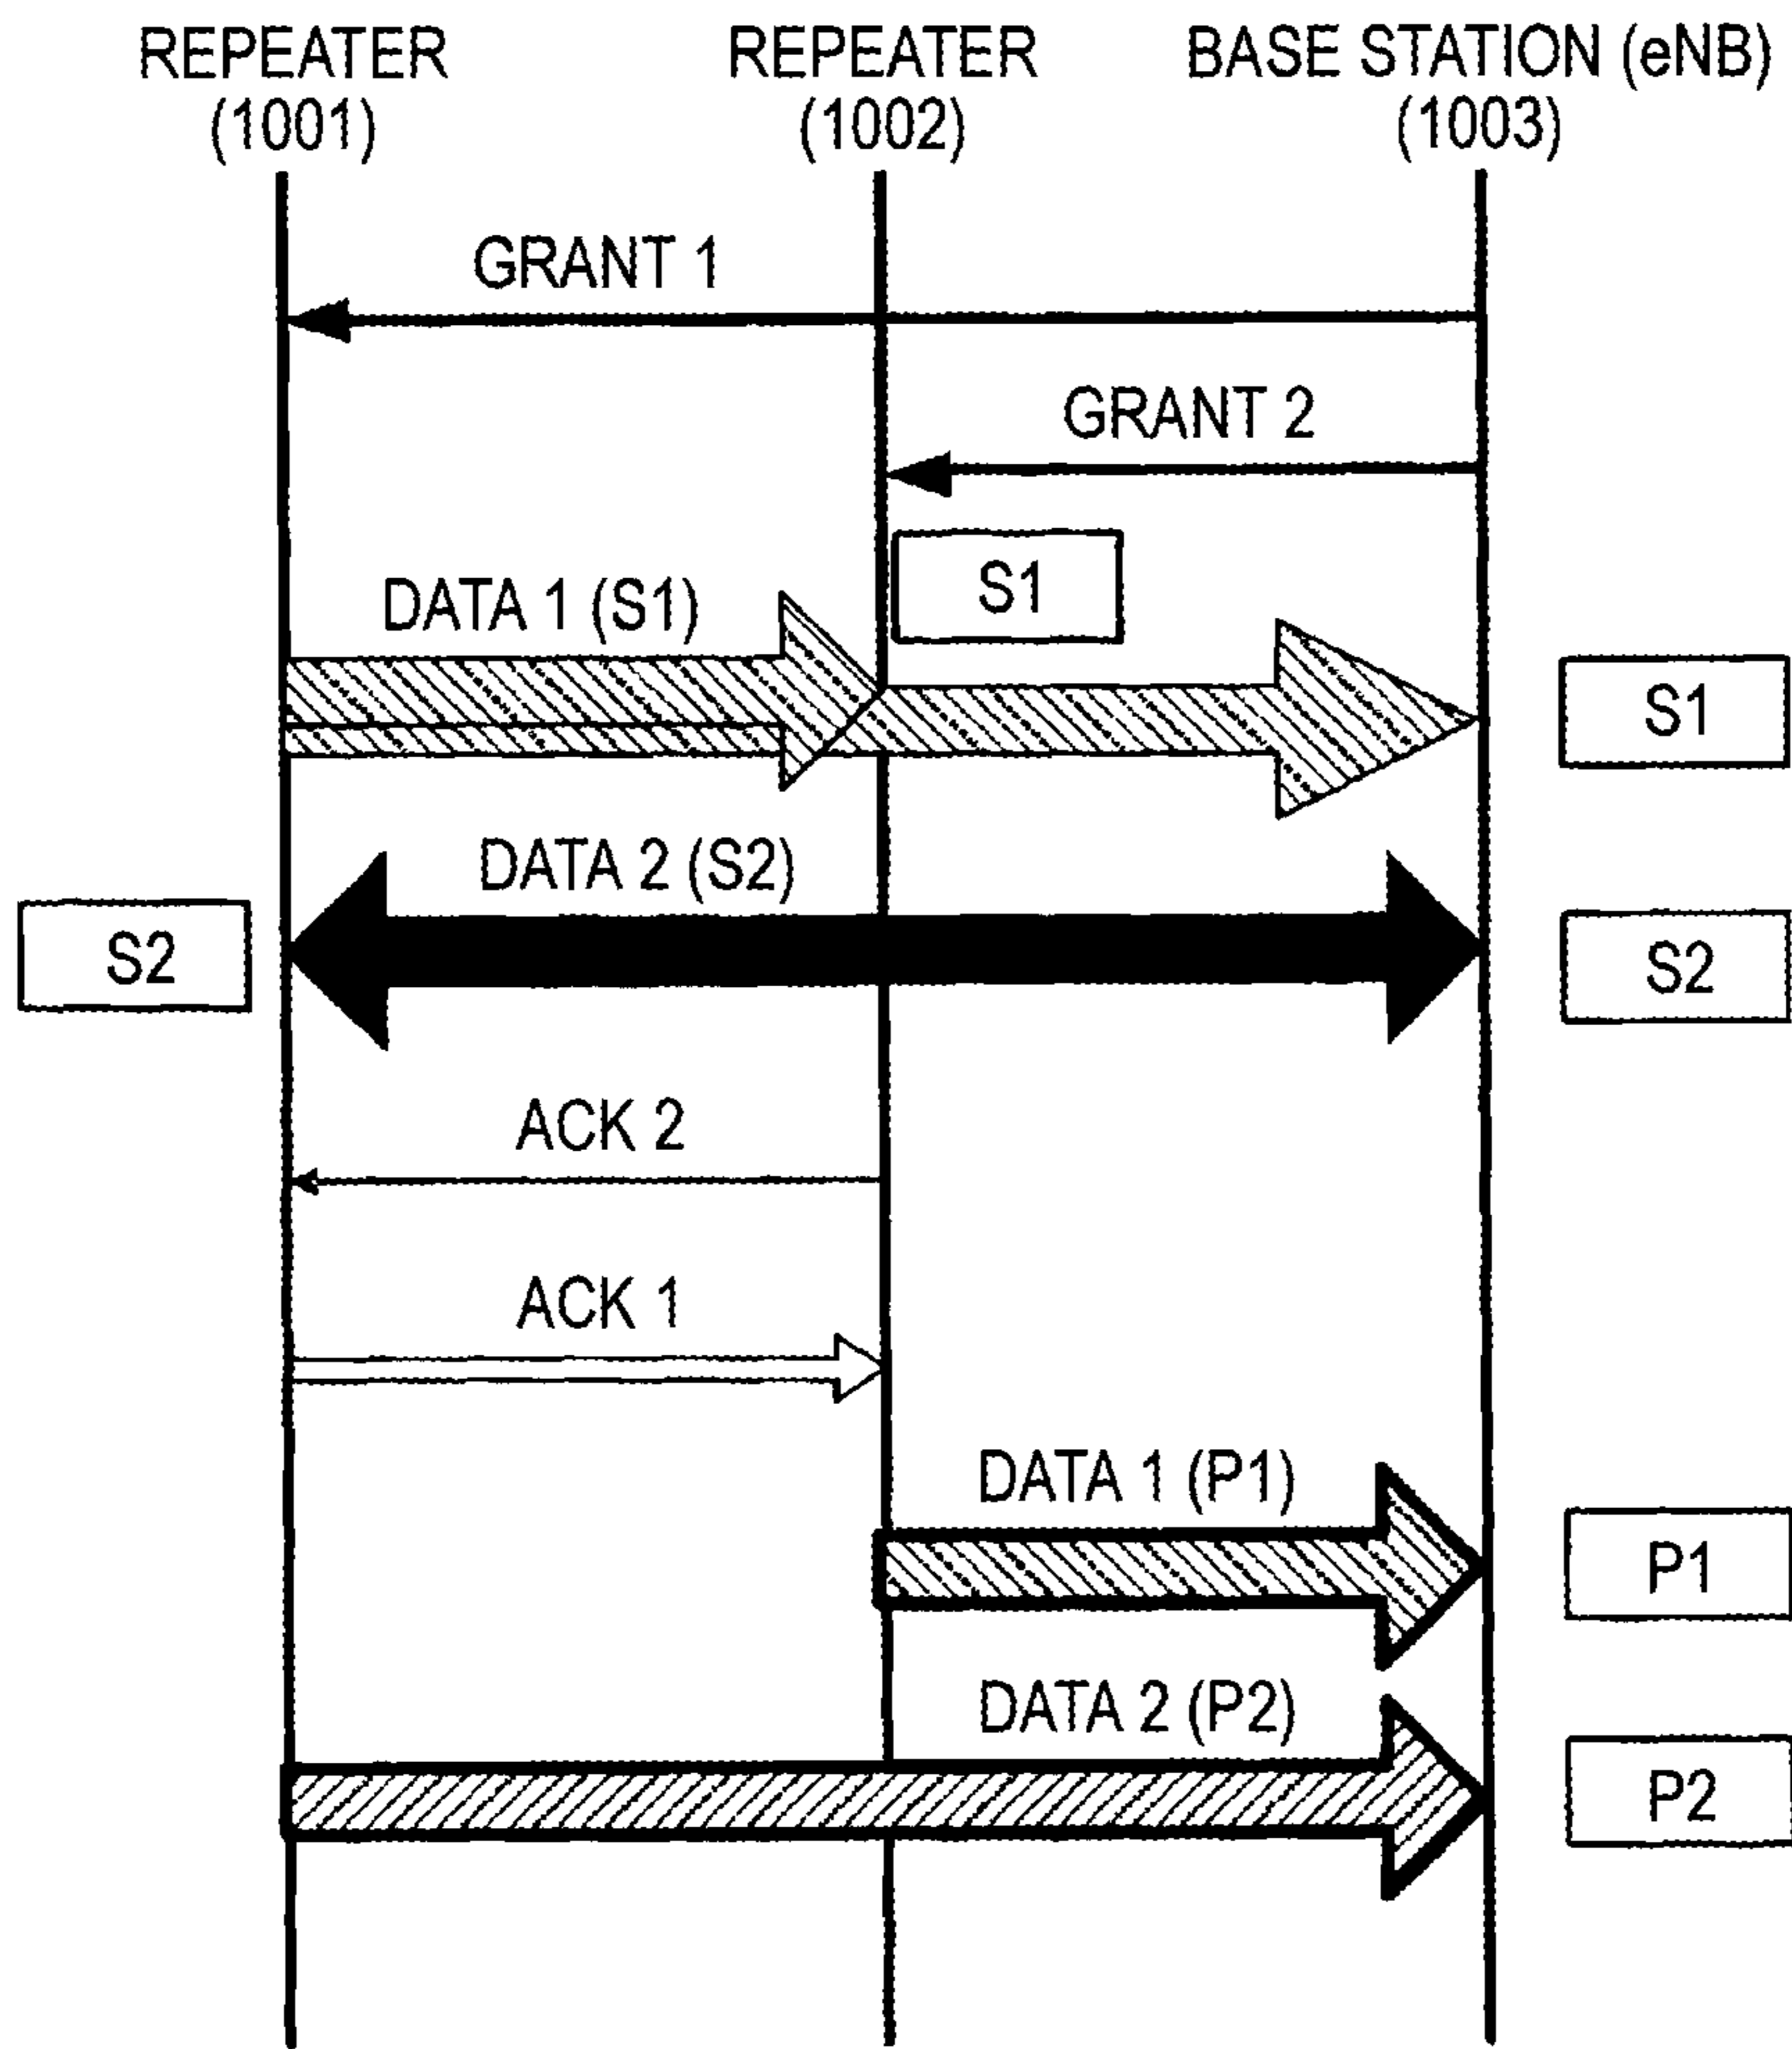 REPEATER (1001)
REPEATER (1002)
BASE STATION (eNB) (1003)
GRANT 1
GRANT 2
S1
DATA 1 (S1)
S1
DATA 2 (S2)
S2
S2
ACK 2
ACK 1
DATA 1 (P1)
P1
DATA 2 (P2)
P2